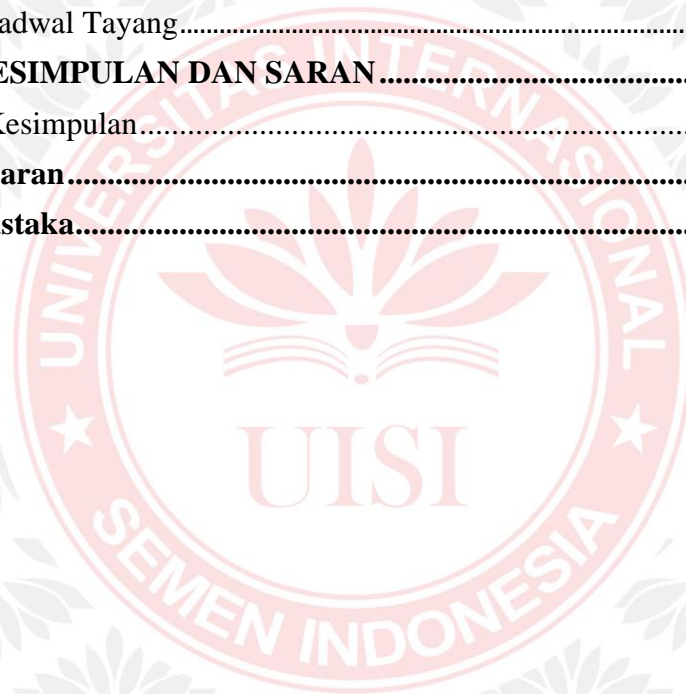 adwal Tayang
ESIMPULAN DAN SARAN
Kesimpulan
aran
staka
UNIVERSITAS INTERNASIONAL
UISI
SEMEN INDONESIA